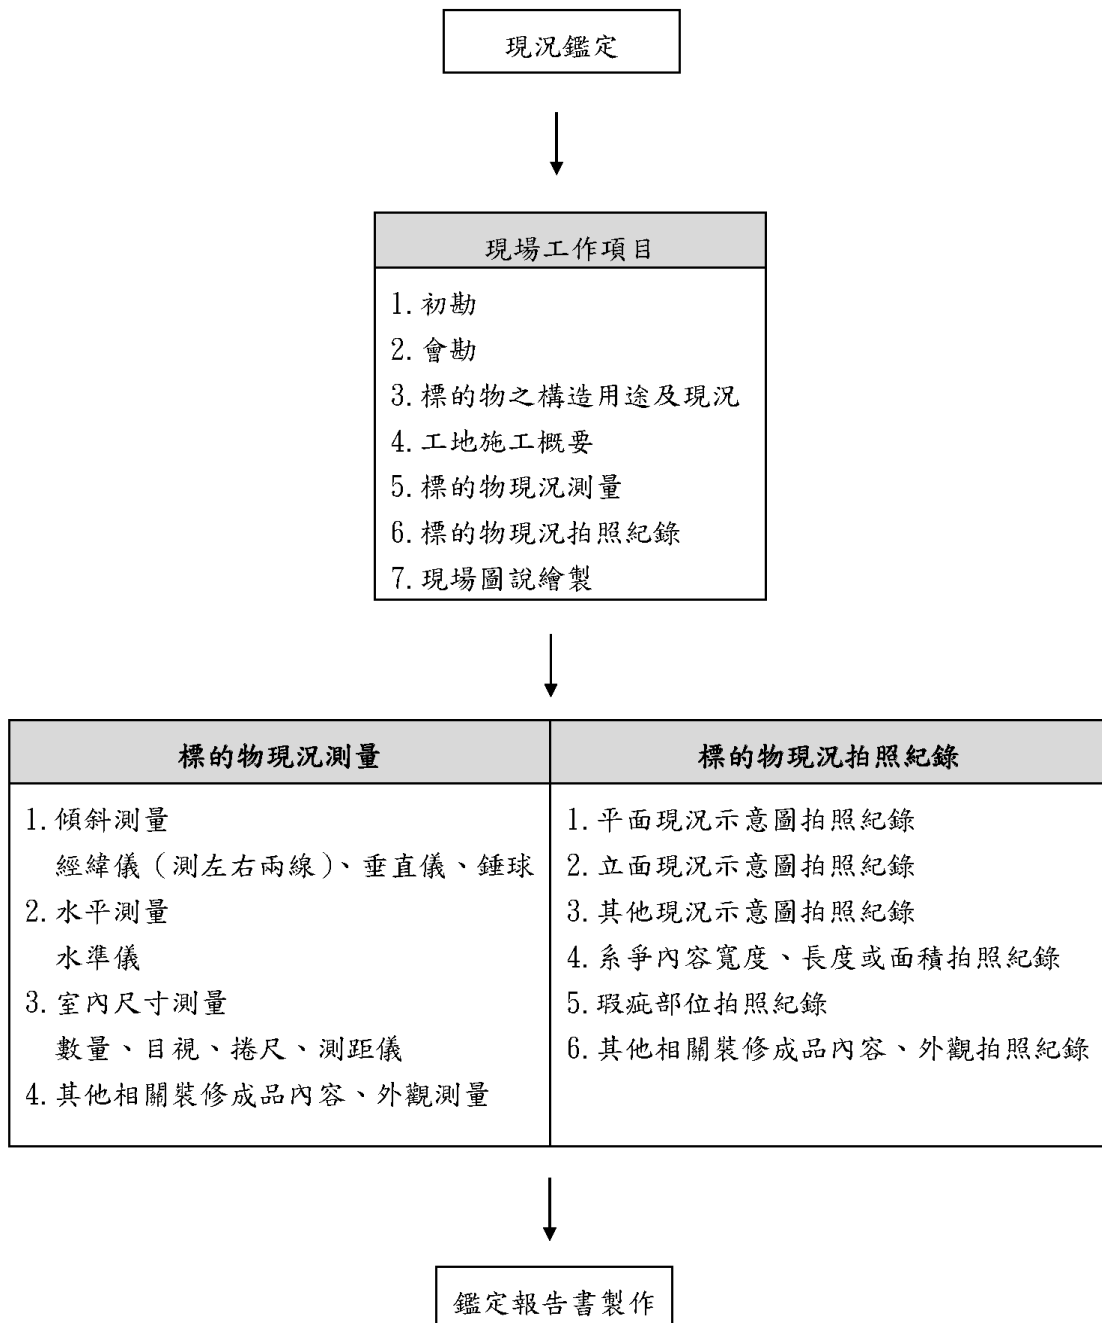 現況鑑定
現場工作項目
1.初勘
2.會勘
3.標的物之構造用途及現況
4.工地施工概要
5.標的物現況測量
6.標的物現況拍照紀錄
7.現場圖說繪製
標的物現況測量
1.傾斜測量
經緯儀（測左右兩線）、垂直儀、錘球
2.水平測量
水準儀
3.室內尺寸測量
數量、目視、捲尺、測距儀
4.其他相關裝修成品內容、外觀測量
標的物現況拍照紀錄
1.平面現況示意圖拍照紀錄
2.立面現況示意圖拍照紀錄
3.其他現況示意圖拍照紀錄
4.系爭內容寬度、長度或面積拍照紀錄
5.瑕疵部位拍照紀錄
6.其他相關裝修成品內容、外觀拍照紀錄
鑑定報告書製作